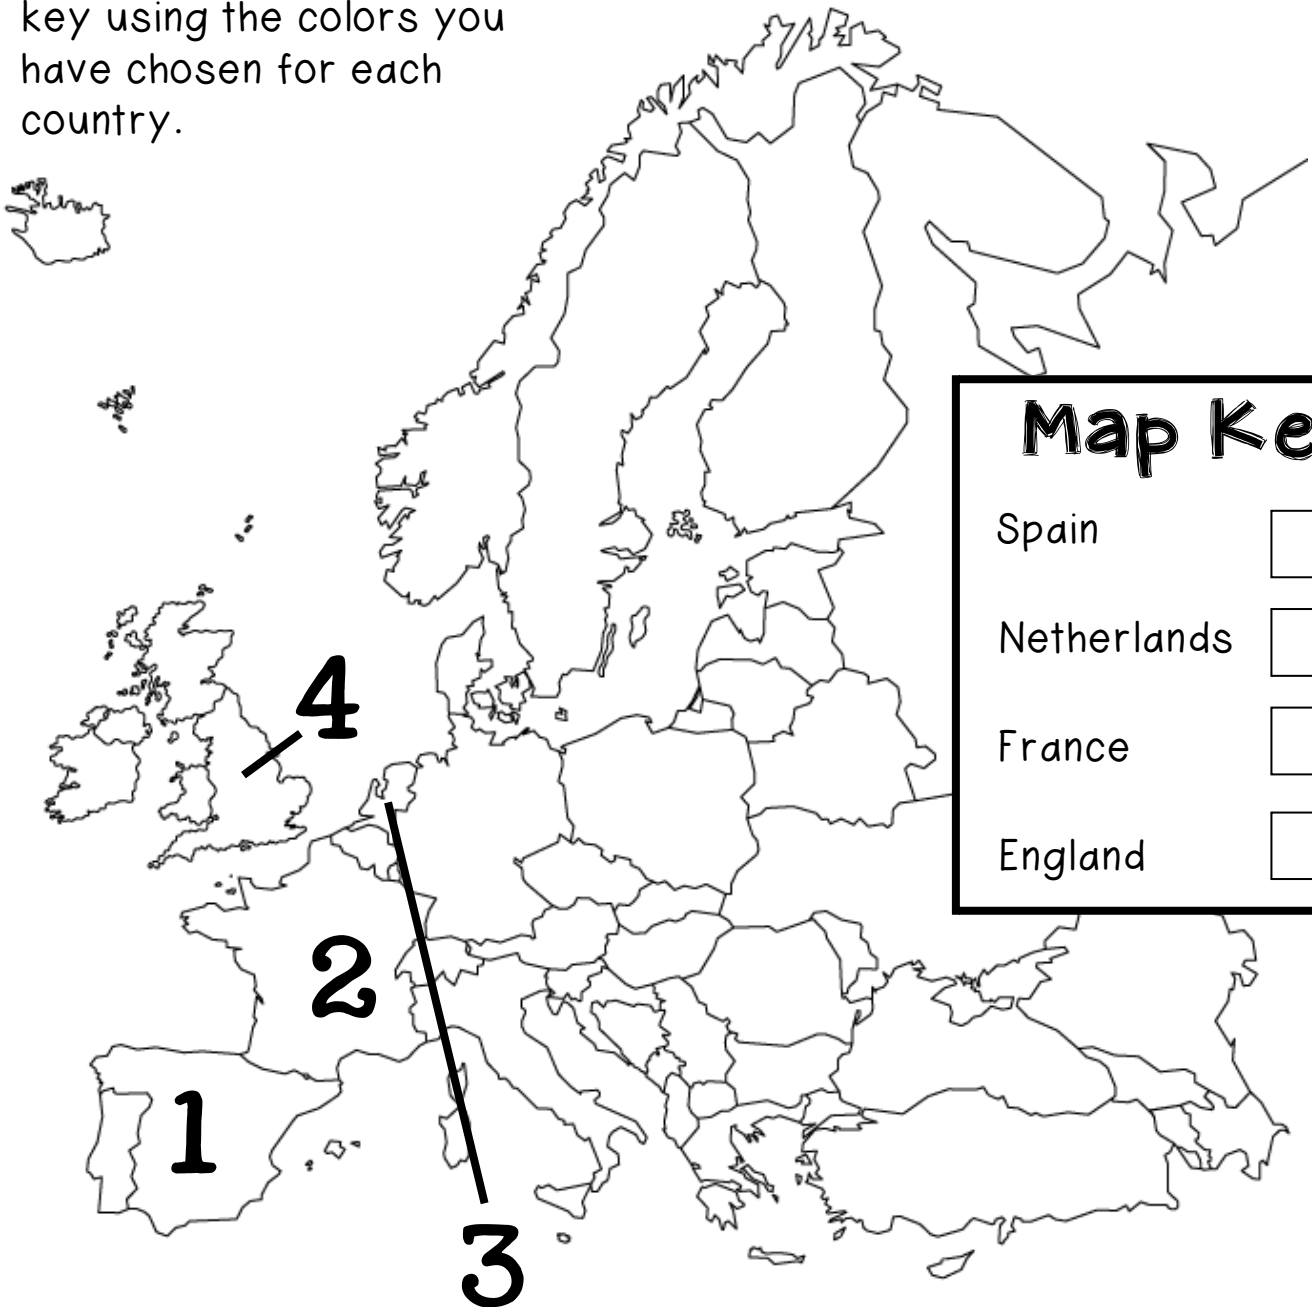 key using the colors you
have chosen for each
country.
Map Ke
Spain
Netherlands
France
England
4
2
1
3